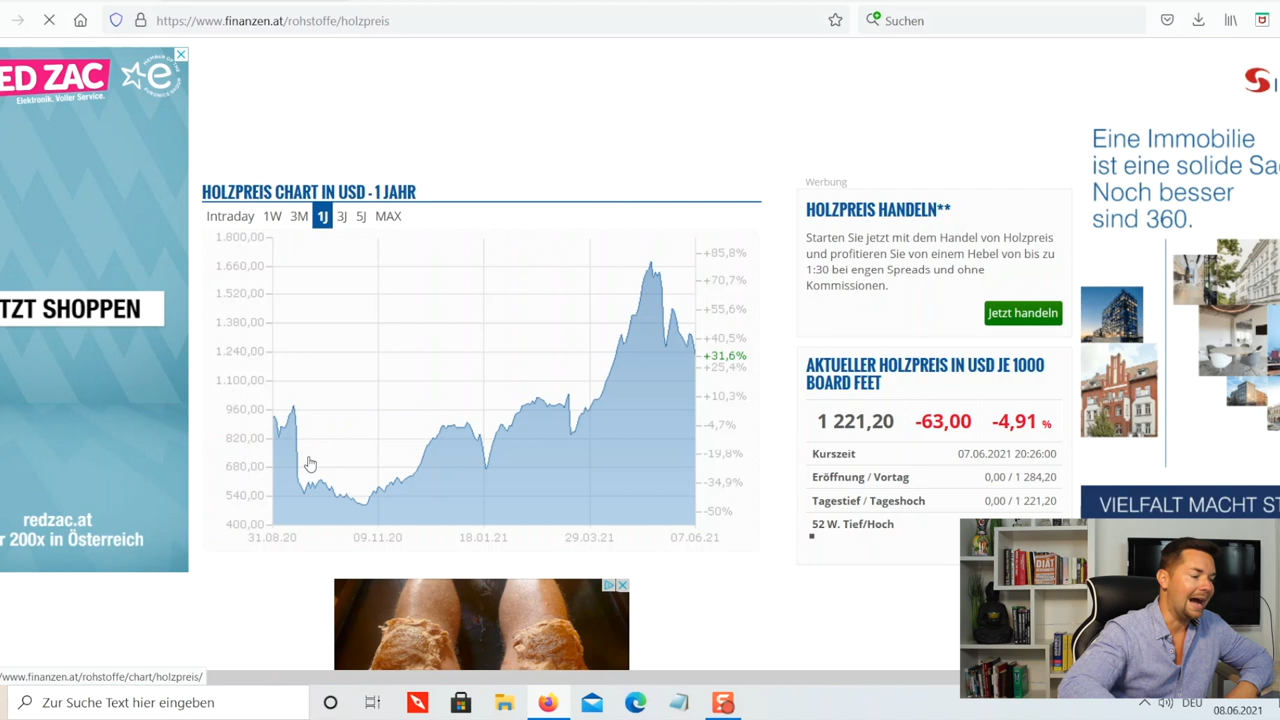 https://www.finanzen.at/rohstoffe/holzpreis
Suchen
ED ZAC
Elektronik. Voller Service.
TZT SHOPPEN
redzac.at
r 200x in Österreich
HOLZPREIS CHART IN USD - 1 JAHR
Intraday 1W 3M 1J 3J 5J MAX
1.800,00
1.660,00
1.520,00
1.380,00
1.240,00
1.100,00
960,00
820,00
680,00
540,00
400,00
+85,8%
+70,7%
+55,6%
+40,5%
+31,6%
+25,4%
+10,3%
-4,7%
-19,8%
-34,9%
-50%
31.08.20 09.11.20 18.01.21 29.03.21 07.06.21
Werbung
HOLZPREIS HANDELN**
Starten Sie jetzt mit dem Handel von Holzpreis
und profitieren Sie von einem Hebel von bis zu
1:30 bei engen Spreads und ohne
Kommissionen.
Jetzt handeln
AKTUELLER HOLZPREIS IN USD JE 1000
BOARD FEET
1 221,20 -63,00 -4,91 %
Kurszeit 07.06.2021 20:26:00
Eröffnung / Vortag 0,00 / 1 284,20
Tagestief / Tageshoch 0,00 / 1 221,20
52 W. Tief/Hoch
Eine Immobilie
ist eine solide Sa
Noch besser
sind 360.
VIELFALT MACHT ST
DIÄT
www.finanzen.at/rohstoffe/chart/holzpreis/
Zur Suche Text hier eingeben
DEU
08.06.2021